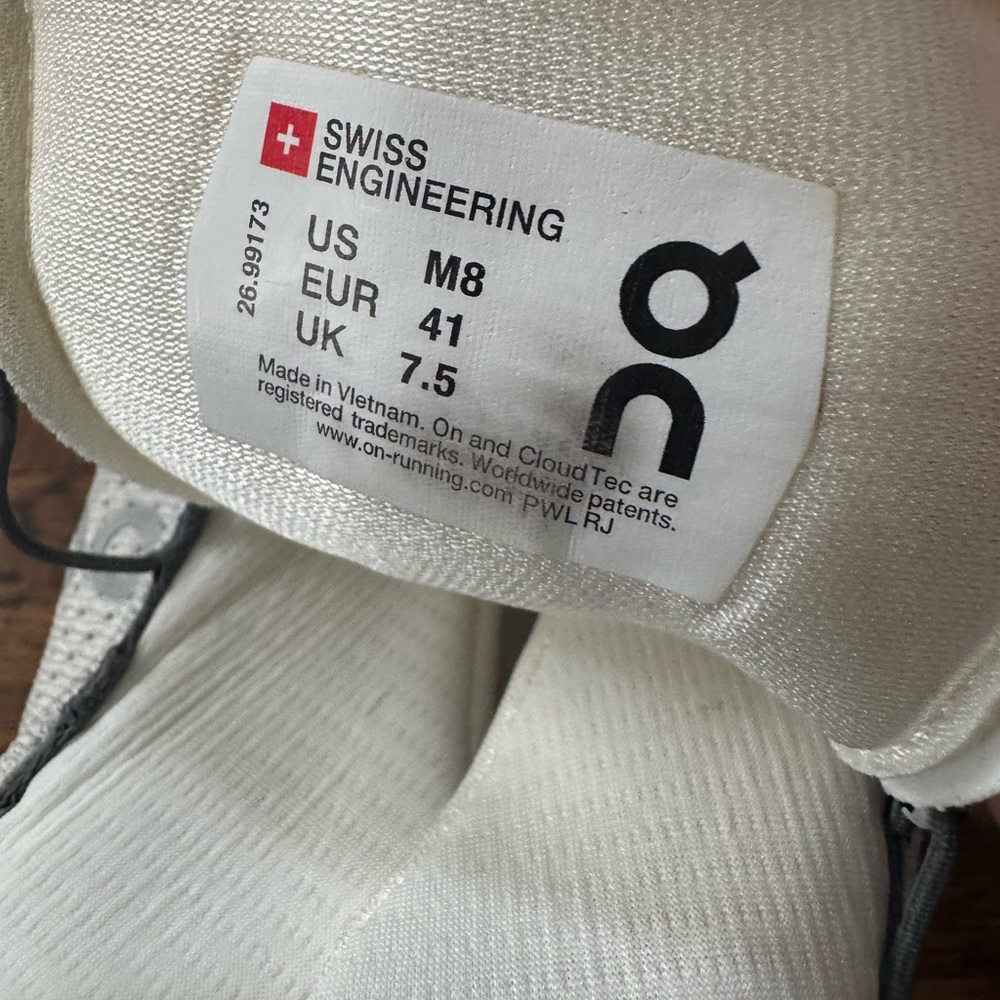 SWISS
ENGINEERING
26.99173
US M8
EUR 41
UK 7.5
Made in VIetnam. On and CloudTec are
registered trademarks. Worldwide patents.
www.on-running.com PWL RJ
On